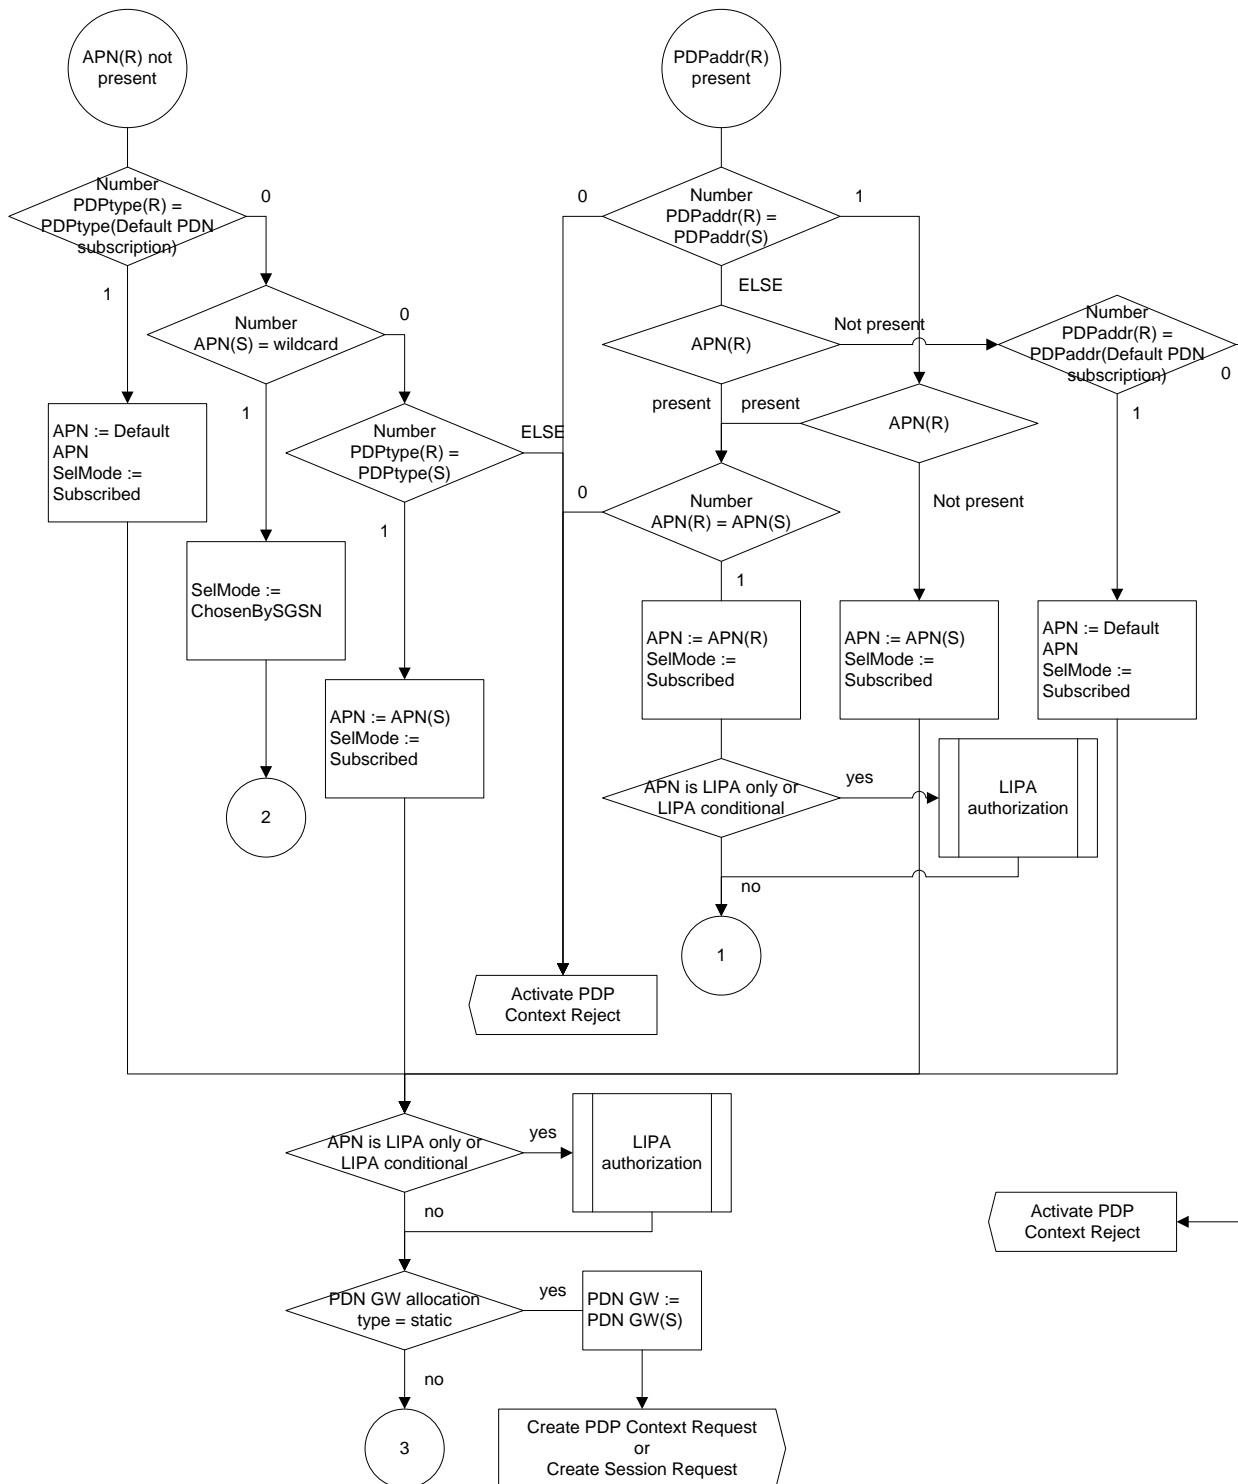 APN(R) not
present
PDPaddr(R)
present
Number
PDPtype(R) =
PDPtype(Default PDN
subscription)
0
1
0
Number
PDPaddr(R) =
PDPaddr(S)
1
ELSE
Number
APN(S) = wildcard
0
1
APN(R)
Not present
Number
PDPaddr(R) =
PDPaddr(Default PDN
subscription)
0
1
present
present
APN(R)
Not present
APN := Default
APN
SelMode :=
Subscribed
Number
PDPtype(R) =
PDPtype(S)
ELSE
1
0
Number
APN(R) = APN(S)
1
SelMode :=
ChosenBySGSN
APN := APN(R)
SelMode :=
Subscribed
APN := APN(S)
SelMode :=
Subscribed
APN := Default
APN
SelMode :=
Subscribed
APN := APN(S)
SelMode :=
Subscribed
2
APN is LIPA only or
LIPA conditional
yes
LIPA
authorization
no
1
Activate PDP
Context Reject
APN is LIPA only or
LIPA conditional
yes
LIPA
authorization
no
Activate PDP
Context Reject
PDN GW allocation
type = static
yes
PDN GW :=
PDN GW(S)
no
3
Create PDP Context Request
or
Create Session Request